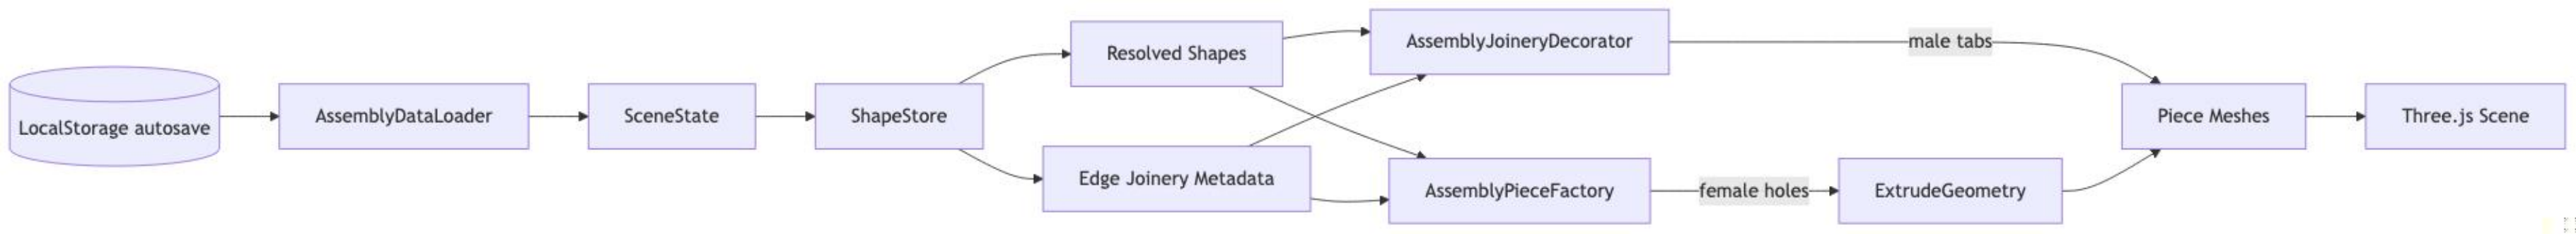 LocalStorage autosave
AssemblyDataLoader
SceneState
ShapeStore
Resolved Shapes
Edge Joinery Metadata
AssemblyJoineryDecorator
AssemblyPieceFactory
male tabs
female holes
ExtrudeGeometry
Piece Meshes
Three.js Scene